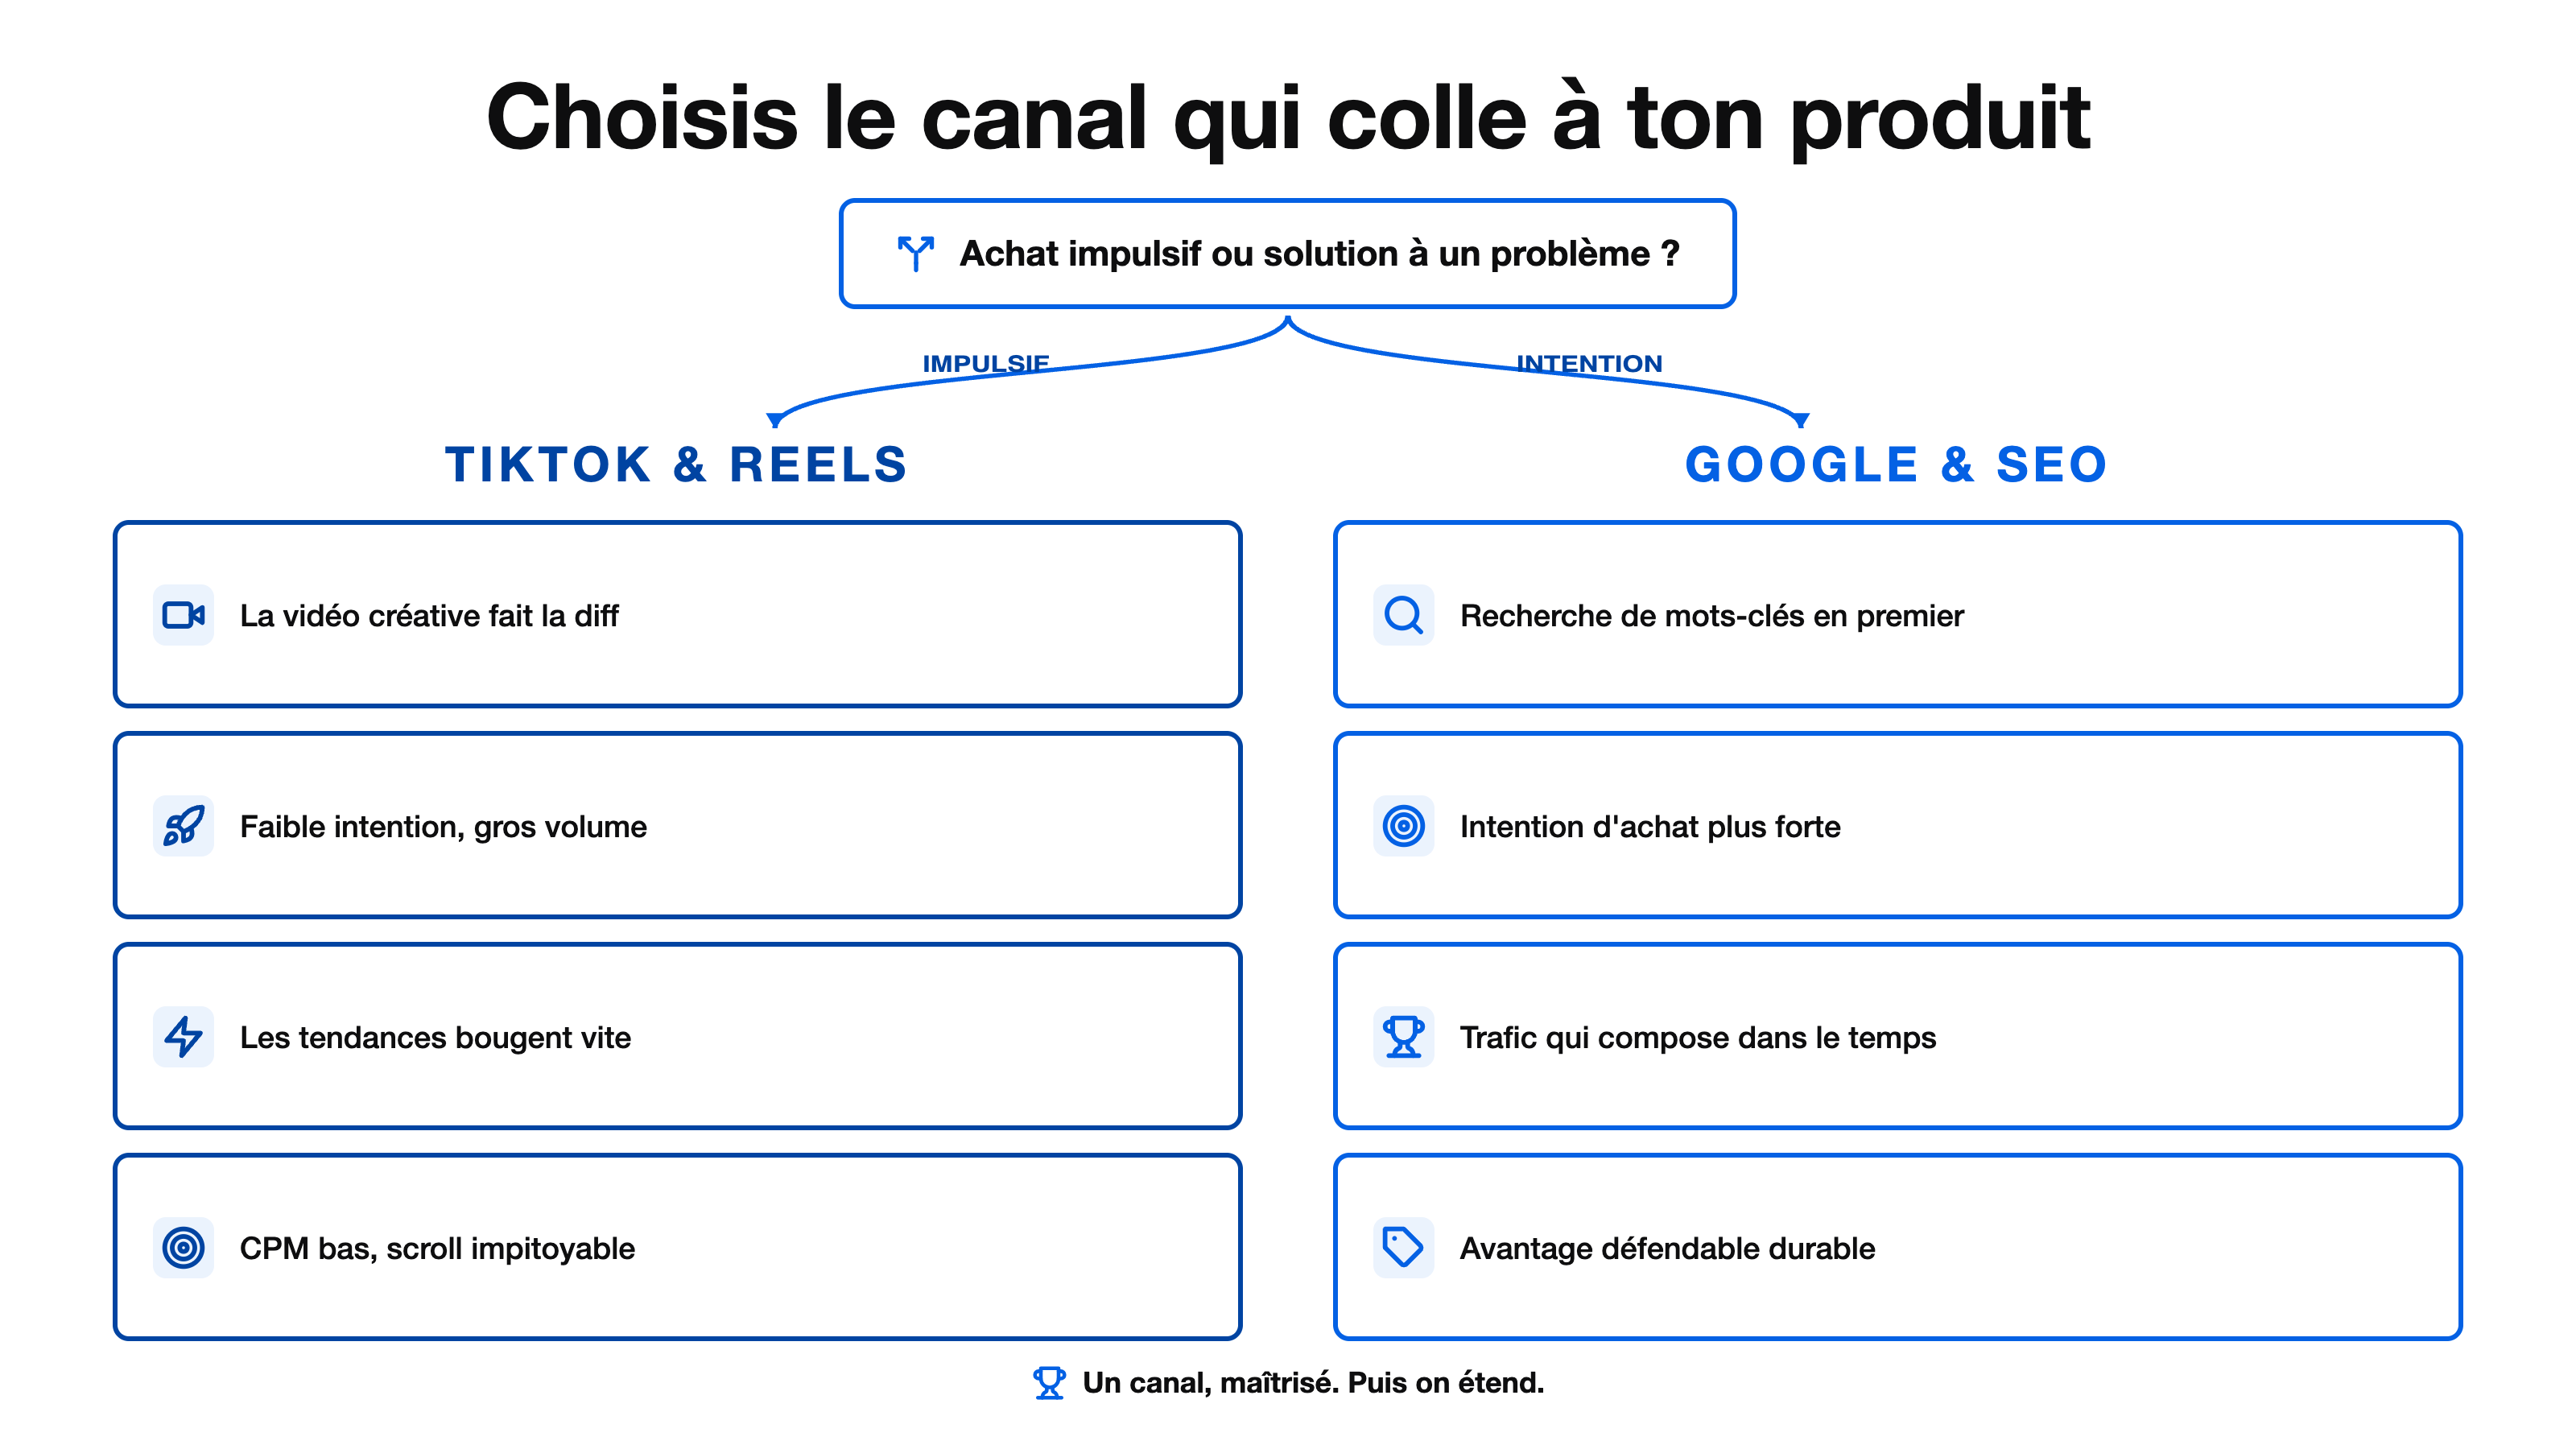 Choisis le canal qui colle à ton produit
Achat impulsif ou solution à un problème ?
IMPULSIF
INTENTION
TIKTOK & REELS
La vidéo créative fait la diff
Faible intention, gros volume
Les tendances bougent vite
CPM bas, scroll impitoyable
GOOGLE & SEO
Recherche de mots-clés en premier
Intention d'achat plus forte
Trafic qui compose dans le temps
Avantage défendable durable
Un canal, maîtrisé. Puis on étend.